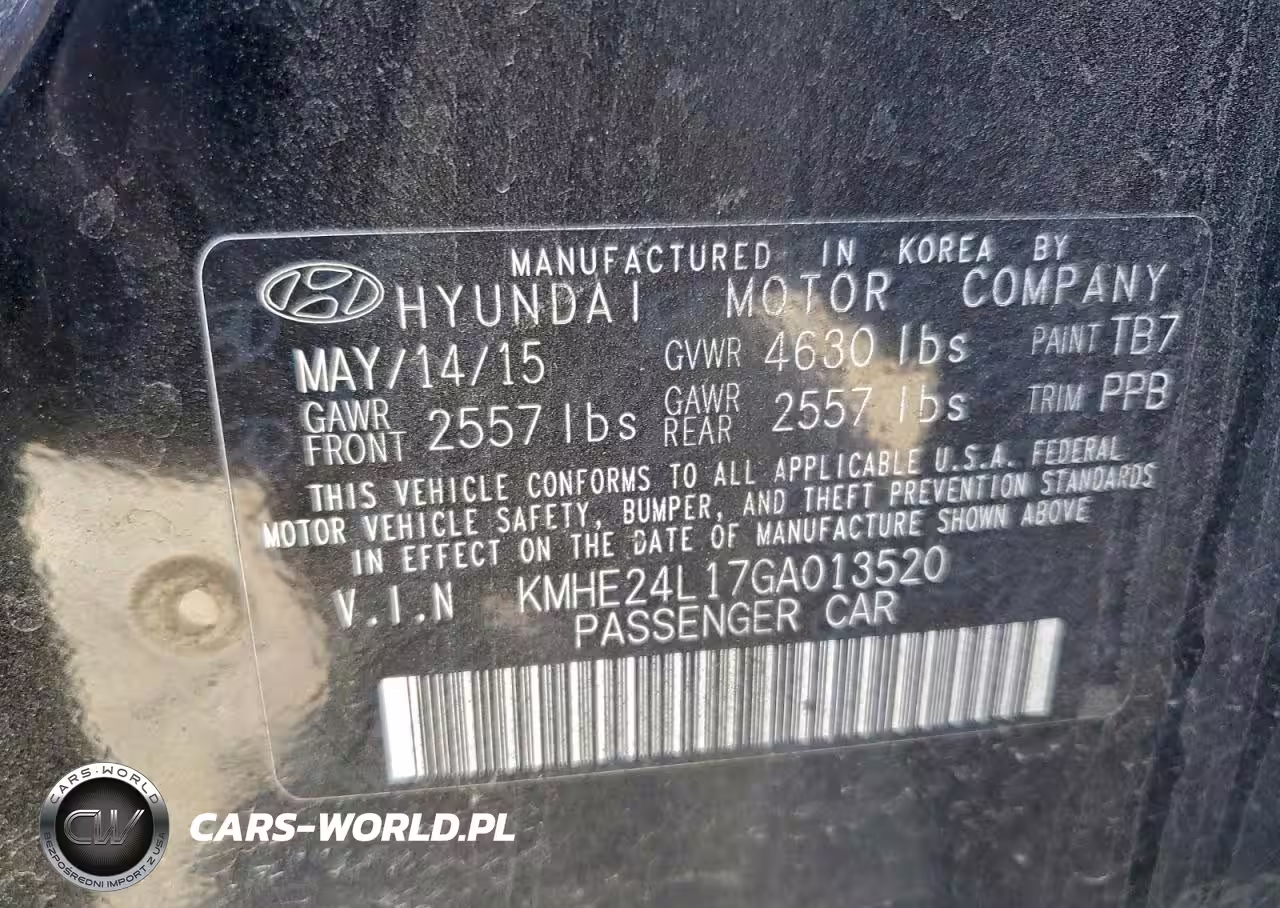 MANUFACTURED IN KOREA BY
HYUNDAI MOTOR COMPANY
MAY/14/15 GVWR 4630 lbs PAINT TB7
GAWR FRONT 2557 lbs GAWR REAR 2557 lbs TRIM PPB
THIS VEHICLE CONFORMS TO ALL APPLICABLE U.S.A. FEDERAL
MOTOR VEHICLE SAFETY, BUMPER, AND THEFT PREVENTION STANDARDS
IN EFFECT ON THE DATE OF MANUFACTURE SHOWN ABOVE
V.I.N KMHE24L17GA013520
PASSENGER CAR
CARS-WORLD
CW
BEZPOŚREDNI IMPORT Z USA
CARS-WORLD.PL